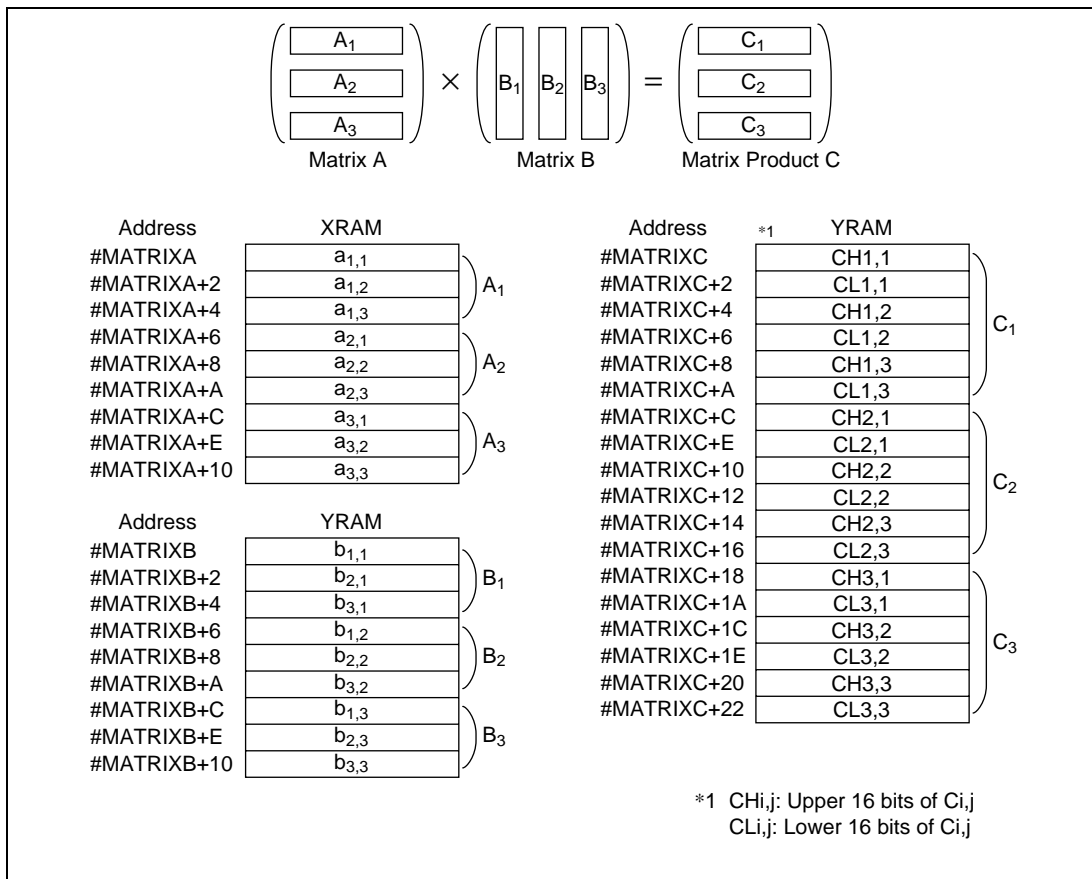 A1 × B1 B2 B3 = C1
A2 C2
A3 C3
Matrix A Matrix B Matrix Product C
Address XRAM
#MATRIXA a1,1
#MATRIXA+2 a1,2
#MATRIXA+4 a1,3
A1
#MATRIXA+6 a2,1
#MATRIXA+8 a2,2
#MATRIXA+A a2,3
A2
#MATRIXA+C a3,1
#MATRIXA+E a3,2
#MATRIXA+10 a3,3
A3
Address YRAM
#MATRIXB b1,1
#MATRIXB+2 b2,1
#MATRIXB+4 b3,1
B1
#MATRIXB+6 b1,2
#MATRIXB+8 b2,2
#MATRIXB+A b3,2
B2
#MATRIXB+C b1,3
#MATRIXB+E b2,3
#MATRIXB+10 b3,3
B3
Address *1 YRAM
#MATRIXC CH1,1
#MATRIXC+2 CL1,1
#MATRIXC+4 CH1,2
#MATRIXC+6 CL1,2
#MATRIXC+8 CH1,3
#MATRIXC+A CL1,3
C1
#MATRIXC+C CH2,1
#MATRIXC+E CL2,1
#MATRIXC+10 CH2,2
#MATRIXC+12 CL2,2
#MATRIXC+14 CH2,3
#MATRIXC+16 CL2,3
C2
#MATRIXC+18 CH3,1
#MATRIXC+1A CL3,1
#MATRIXC+1C CH3,2
#MATRIXC+1E CL3,2
#MATRIXC+20 CH3,3
#MATRIXC+22 CL3,3
C3
*1 CHi,j: Upper 16 bits of Ci,j
CLi,j: Lower 16 bits of Ci,j